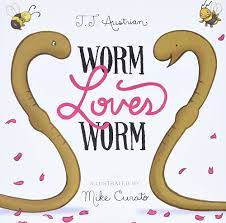 J.J. Austrian
WORM
Loves
WORM
ILLUSTRATED BY
Mike Curato